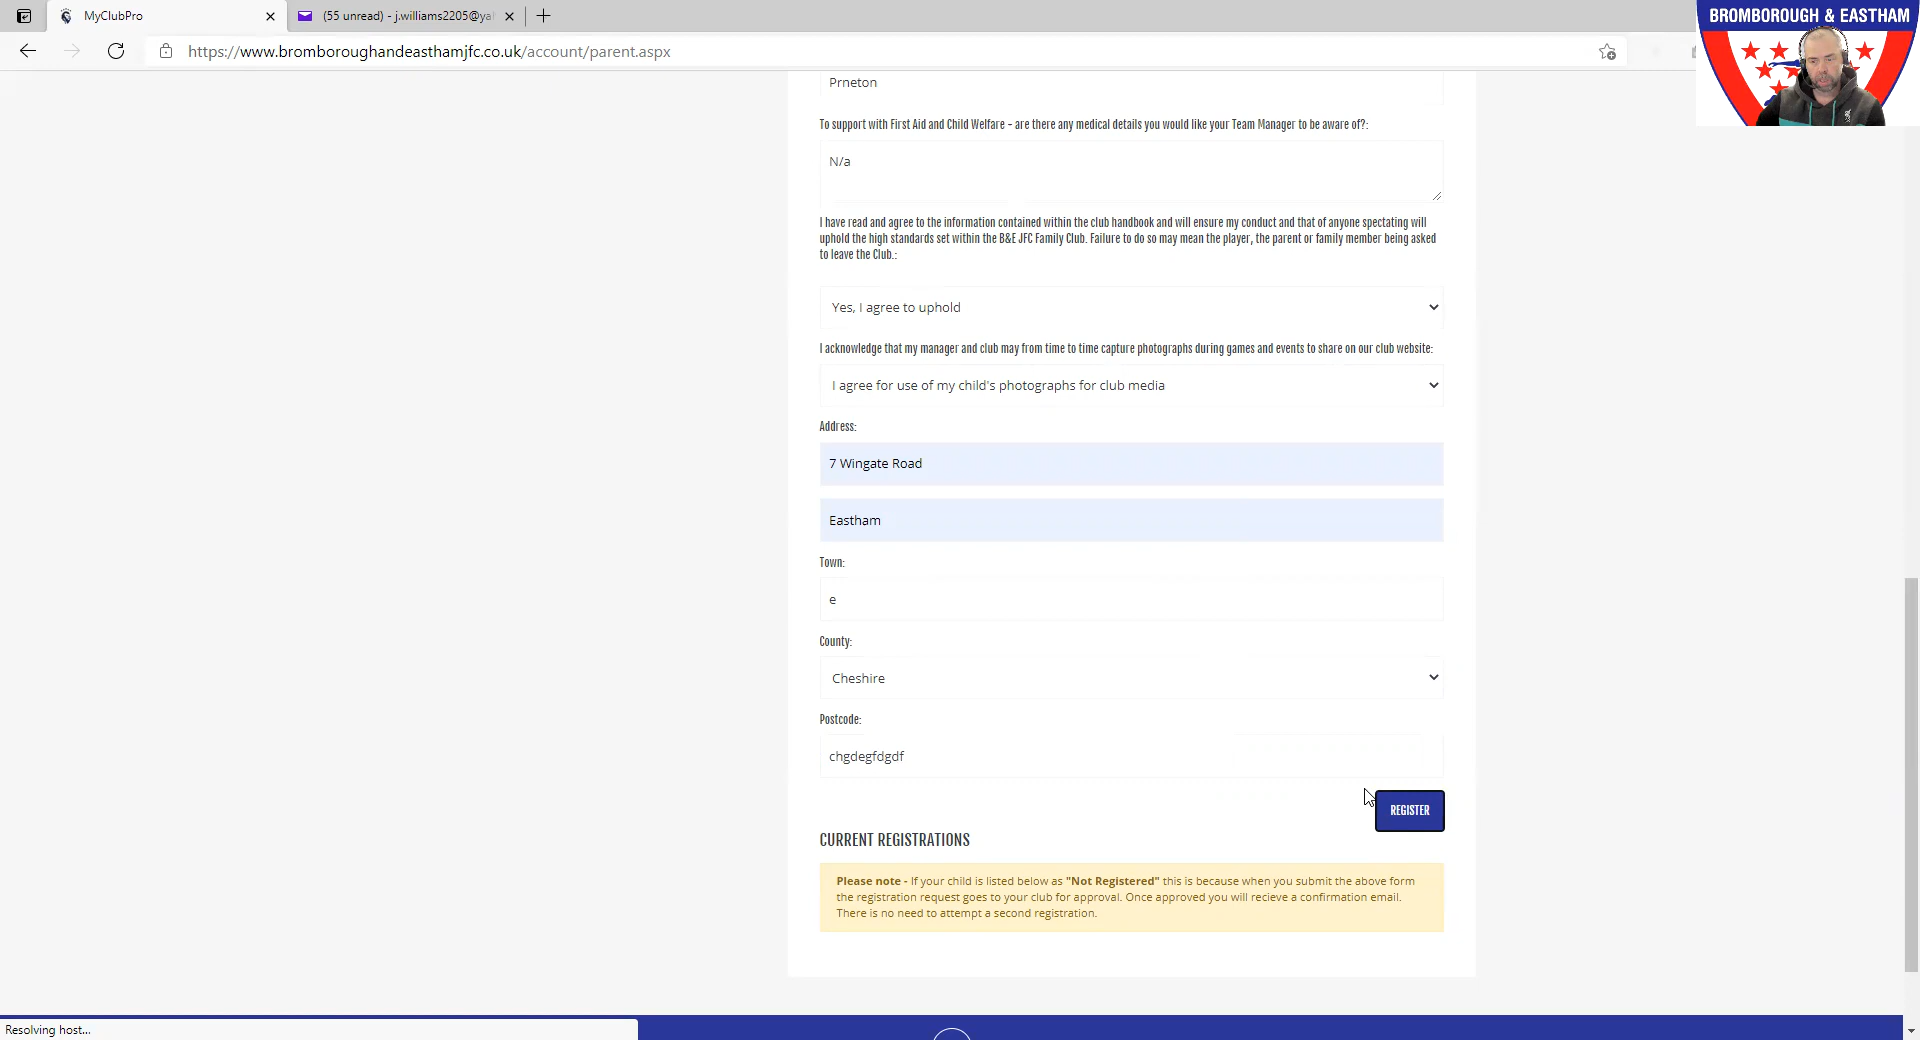 MyClubPro
(55 unread) - j.williams2205@ya
BROMBOROUGH & EASTHAM
https://www.bromboroughandeasthamjfc.co.uk/account/parent.aspx
Prneton
To support with First Aid and Child Welfare - are there any medical details you would like your Team Manager to be aware of?:
N/a
I have read and agree to the information contained within the club handbook and will ensure my conduct and that of anyone spectating will
uphold the high standards set within the B&E JFC Family Club. Failure to do so may mean the player, the parent or family member being asked
to leave the Club.:
Yes, I agree to uphold
I acknowledge that my manager and club may from time to time capture photographs during games and events to share on our club website:
I agree for use of my child's photographs for club media
Address:
7 Wingate Road
Eastham
Town:
e
County:
Cheshire
Postcode:
chgdegfdgdf
REGISTER
CURRENT REGISTRATIONS
Please note - If your child is listed below as "Not Registered" this is because when you submit the above form
the registration request goes to your club for approval. Once approved you will recieve a confirmation email.
There is no need to attempt a second registration.
Resolving host...